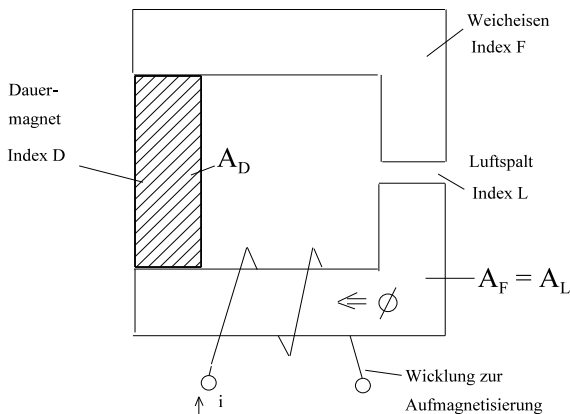 Weicheisen
Index F
Dauer-
magnet
Index D
A_D
Luftspalt
Index L
A_F = A_L
⇐ Φ
i
Wicklung zur
Aufmagnetisierung